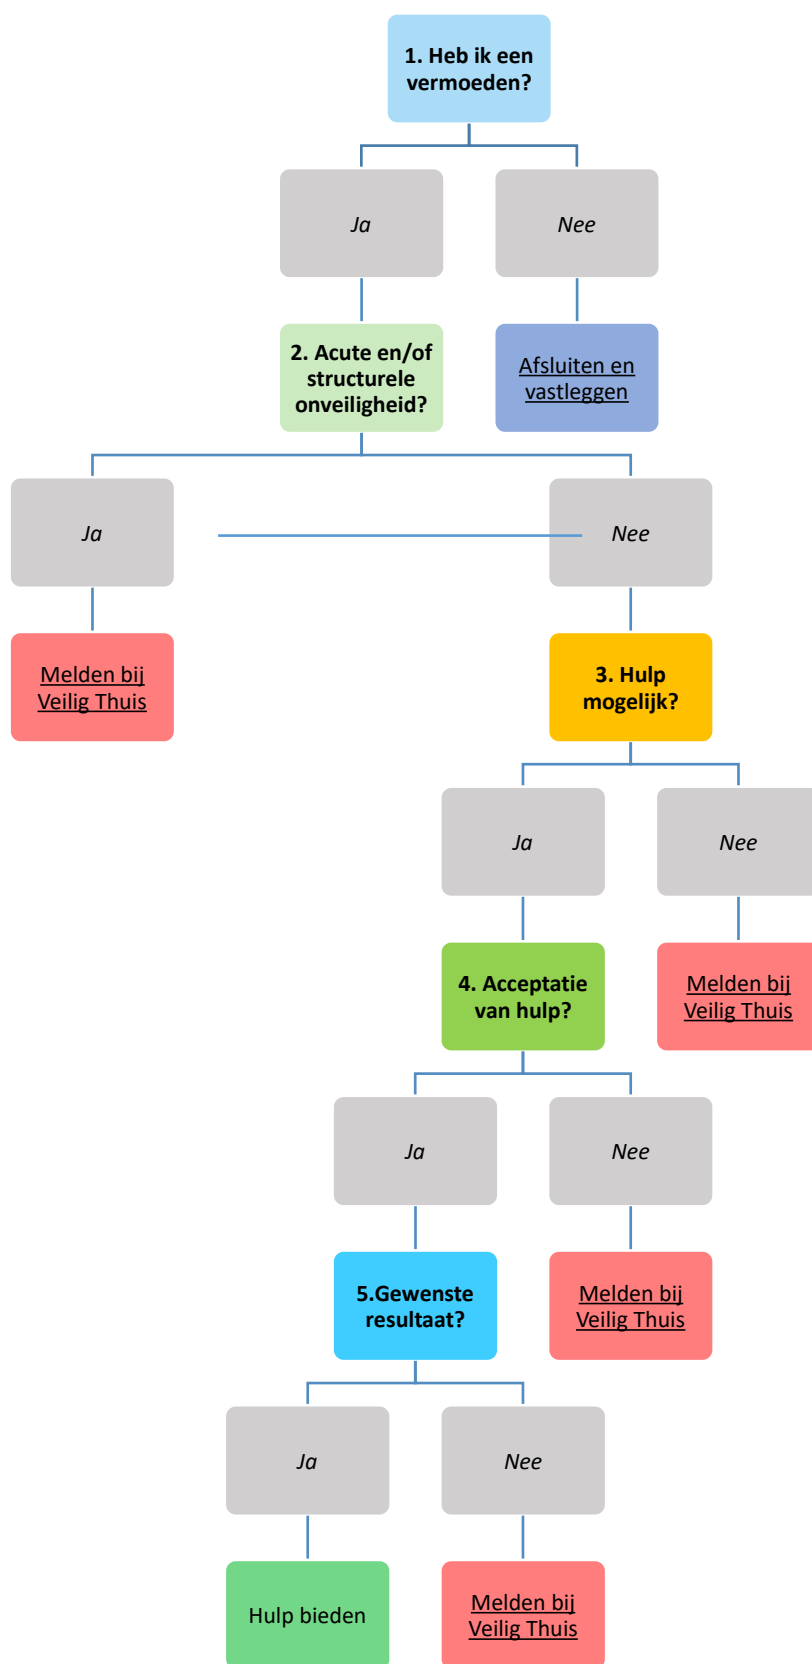 1. Heb ik een
vermoeden?
Ja
Nee
2. Acute en/of
structurele
onveiligheid?
Afsluiten en
vastleggen
Ja
Nee
Melden bij
Veilig Thuis
3. Hulp
mogelijk?
Ja
Nee
4. Acceptatie
van hulp?
Melden bij
Veilig Thuis
Ja
Nee
5.Gewenste
resultaat?
Melden bij
Veilig Thuis
Ja
Nee
Hulp bieden
Melden bij
Veilig Thuis